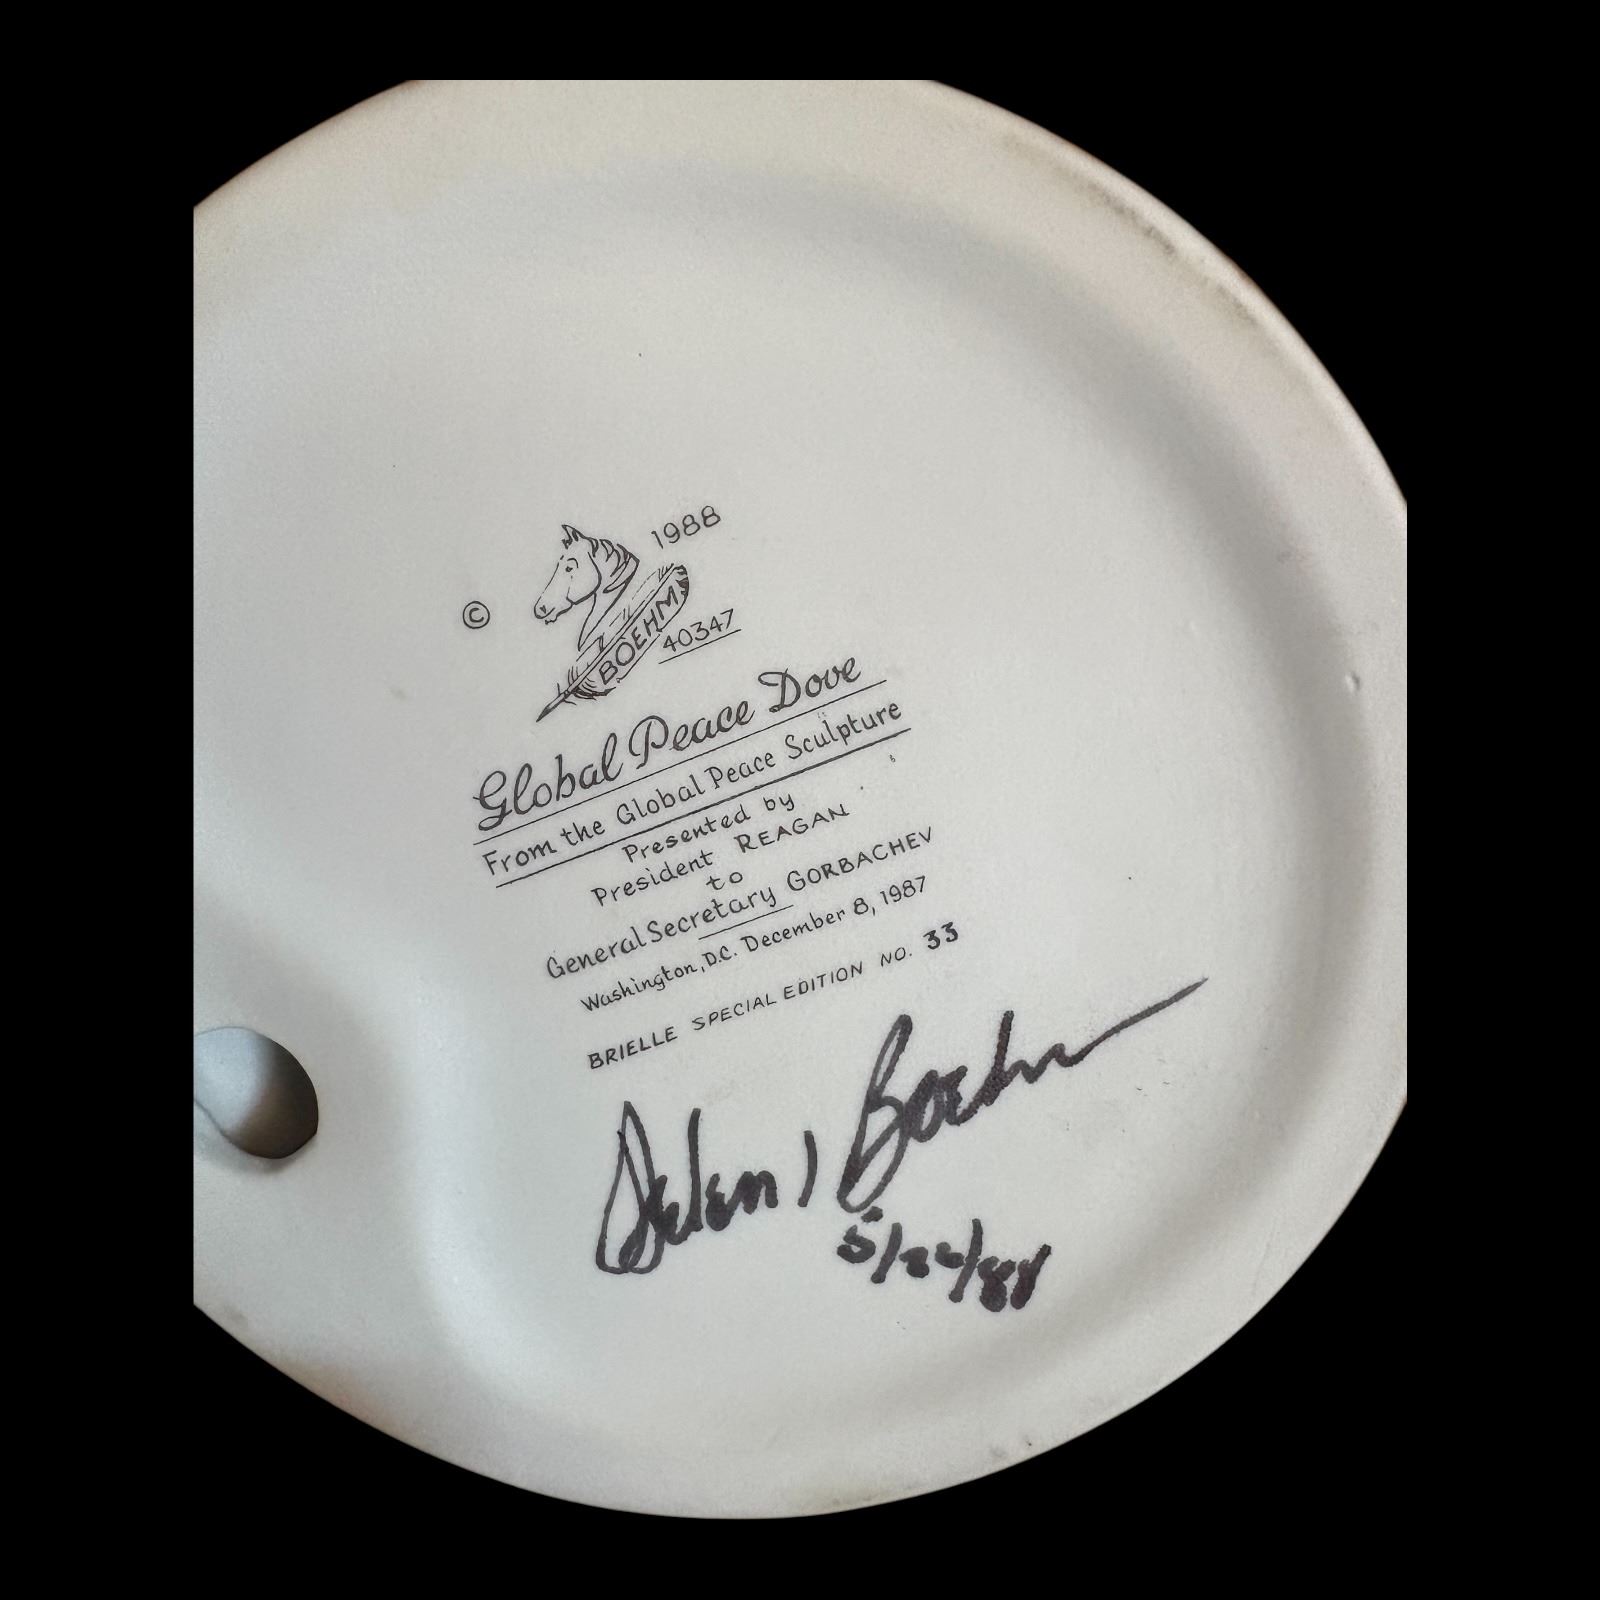 © 1988
BOEHM
40347
Global Peace Dove
From the Global Peace Sculpture
Presented by
President REAGAN
to
General Secretary GORBACHEV
Washington, D.C. December 8, 1987
BRIELLE SPECIAL EDITION NO. 33
Helen Boehm